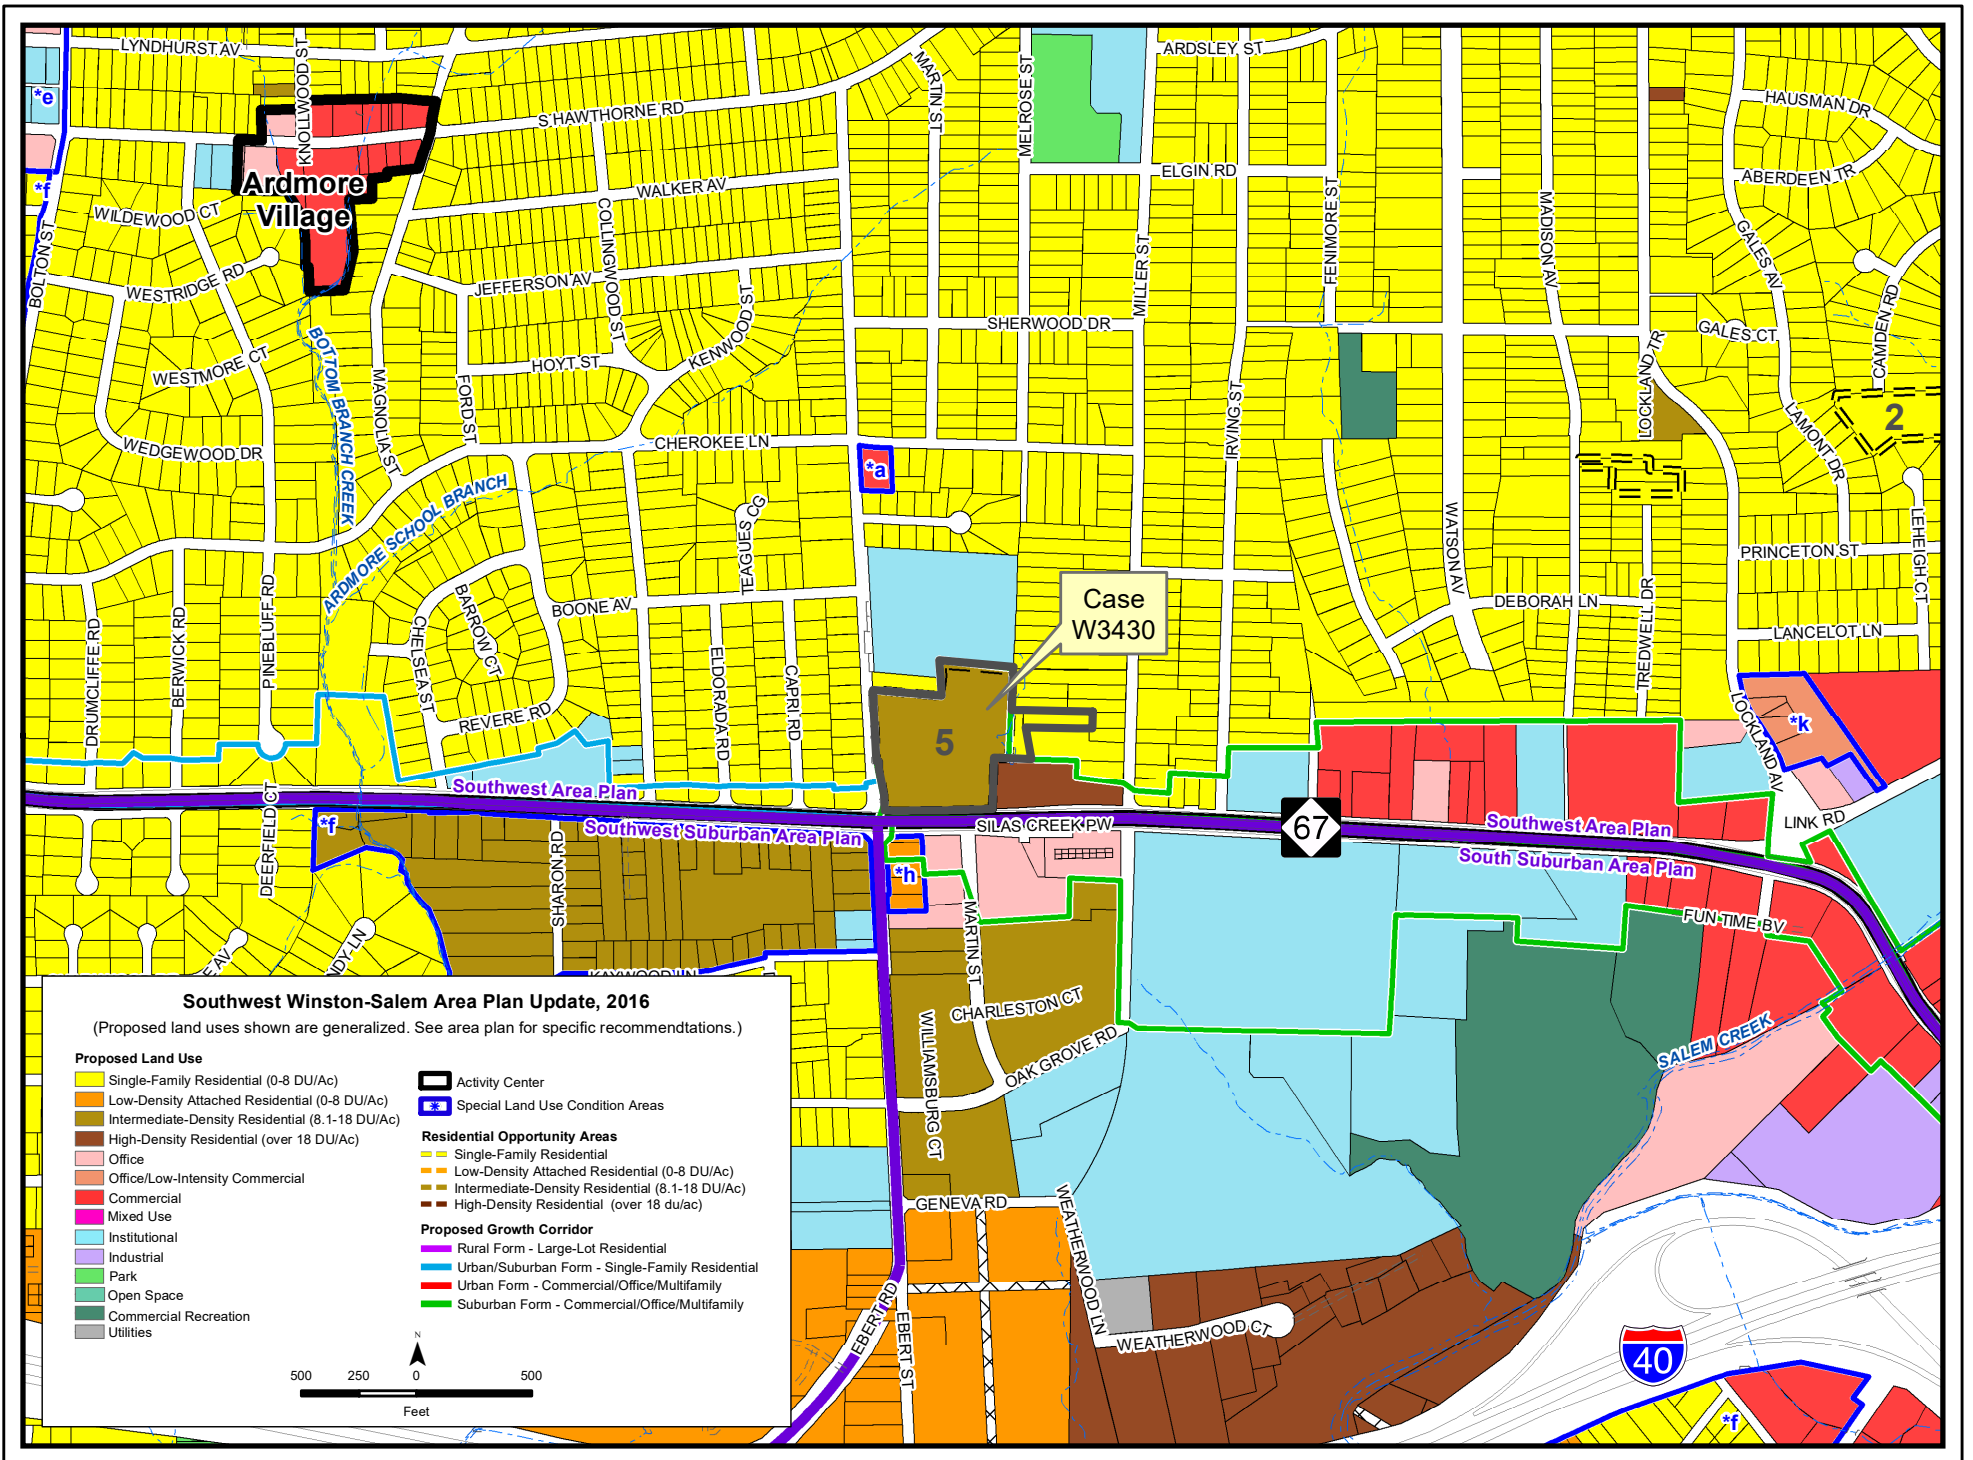 LYNDHURST AV
KNOLLWOOD ST
MARTIN ST
MELROSE ST
ARDSLEY ST
HAUSMAN DR
*e
S HAWTHORNE RD
ELGIN RD
ABERDEEN TR
*f
Ardmore
Village
WALKER AV
WILDEWOOD CT
COLLINGWOOD ST
FENIMORE ST
MADISON AV
GALES AV
BOLTON ST
WESTRIDGE RD
JEFFERSON AV
MILLER ST
CAMDEN RD
KENWOOD ST
SHERWOOD DR
GALES CT
BOTTOM BRANCH CREEK
WESTMORE CT
HOYT ST
LOCKLAND TR
MAGNOLIA ST
FORD ST
IRVING ST
2
LAMONT DR
WEDGEWOOD DR
CHEROKEE LN
*a
ARDMORE SCHOOL BRANCH
TEAGUES CG
WATSON AV
LEHEIGH CT
PRINCETON ST
Case
W3430
BARROW CT
BOONE AV
DEBORAH LN
TREDWELL DR
LANCELOT LN
DRUMCLIFFE RD
BERWICK RD
PINEBLUFF RD
CHELSEA ST
ELDORADA RD
CAPRI RD
REVERE RD
LOCKLAND AV
*k
5
Southwest Area Plan
DEERFIELD CT
*f
Southwest Suburban Area Plan
SILAS CREEK PW
67
Southwest Area Plan
LINK RD
South Suburban Area Plan
*h
SHARON RD
MARTIN ST
FUN TIME BV
E AV
NDY LN
KAYWOOD LN
CHARLESTON CT
WILLIAMSBURG CT
OAK GROVE RD
SALEM CREEK
GENEVA RD
WEATHERWOOD LN
EBERT RD
EBERT ST
WEATHERWOOD CT
40
*f
Southwest Winston-Salem Area Plan Update, 2016
(Proposed land uses shown are generalized. See area plan for specific recommendtations.)
Proposed Land Use
Single-Family Residential (0-8 DU/Ac)
Low-Density Attached Residential (0-8 DU/Ac)
Intermediate-Density Residential (8.1-18 DU/Ac)
High-Density Residential (over 18 DU/Ac)
Office
Office/Low-Intensity Commercial
Commercial
Mixed Use
Institutional
Industrial
Park
Open Space
Commercial Recreation
Utilities
Activity Center
* Special Land Use Condition Areas
Residential Opportunity Areas
Single-Family Residential
Low-Density Attached Residential (0-8 DU/Ac)
Intermediate-Density Residential (8.1-18 DU/Ac)
High-Density Residential (over 18 du/ac)
Proposed Growth Corridor
Rural Form - Large-Lot Residential
Urban/Suburban Form - Single-Family Residential
Urban Form - Commercial/Office/Multifamily
Suburban Form - Commercial/Office/Multifamily
N
500 250 0 500
Feet